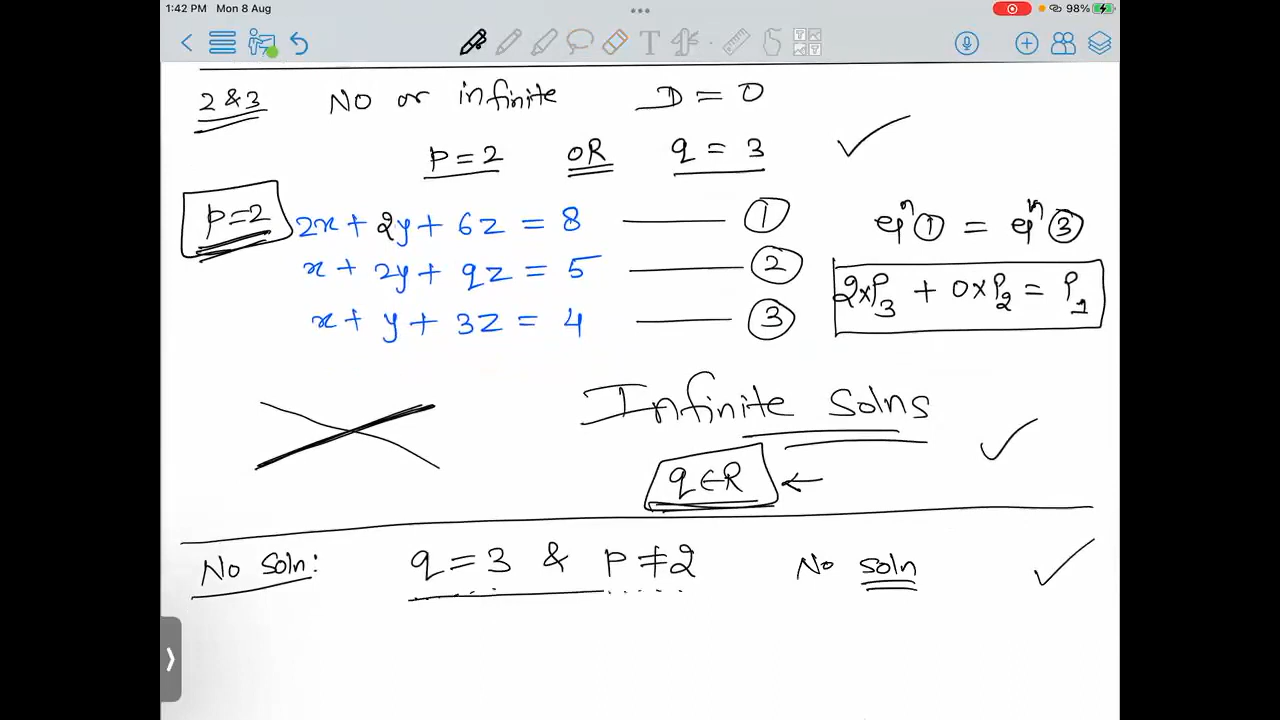 1:42 PM Mon 8 Aug 98%
2 & 3 No or infinite D = 0
p = 2 OR q = 3
p=2 2x + 2y + 6z = 8 ——— ① eqⁿ ① = eqⁿ ③
x + 2y + qz = 5 ——— ② 2×P₃ + 0×P₂ = P₁
x + y + 3z = 4 ——— ③
Infinite solns
q∈R ←
No Soln: q = 3 & p ≠ 2 No soln